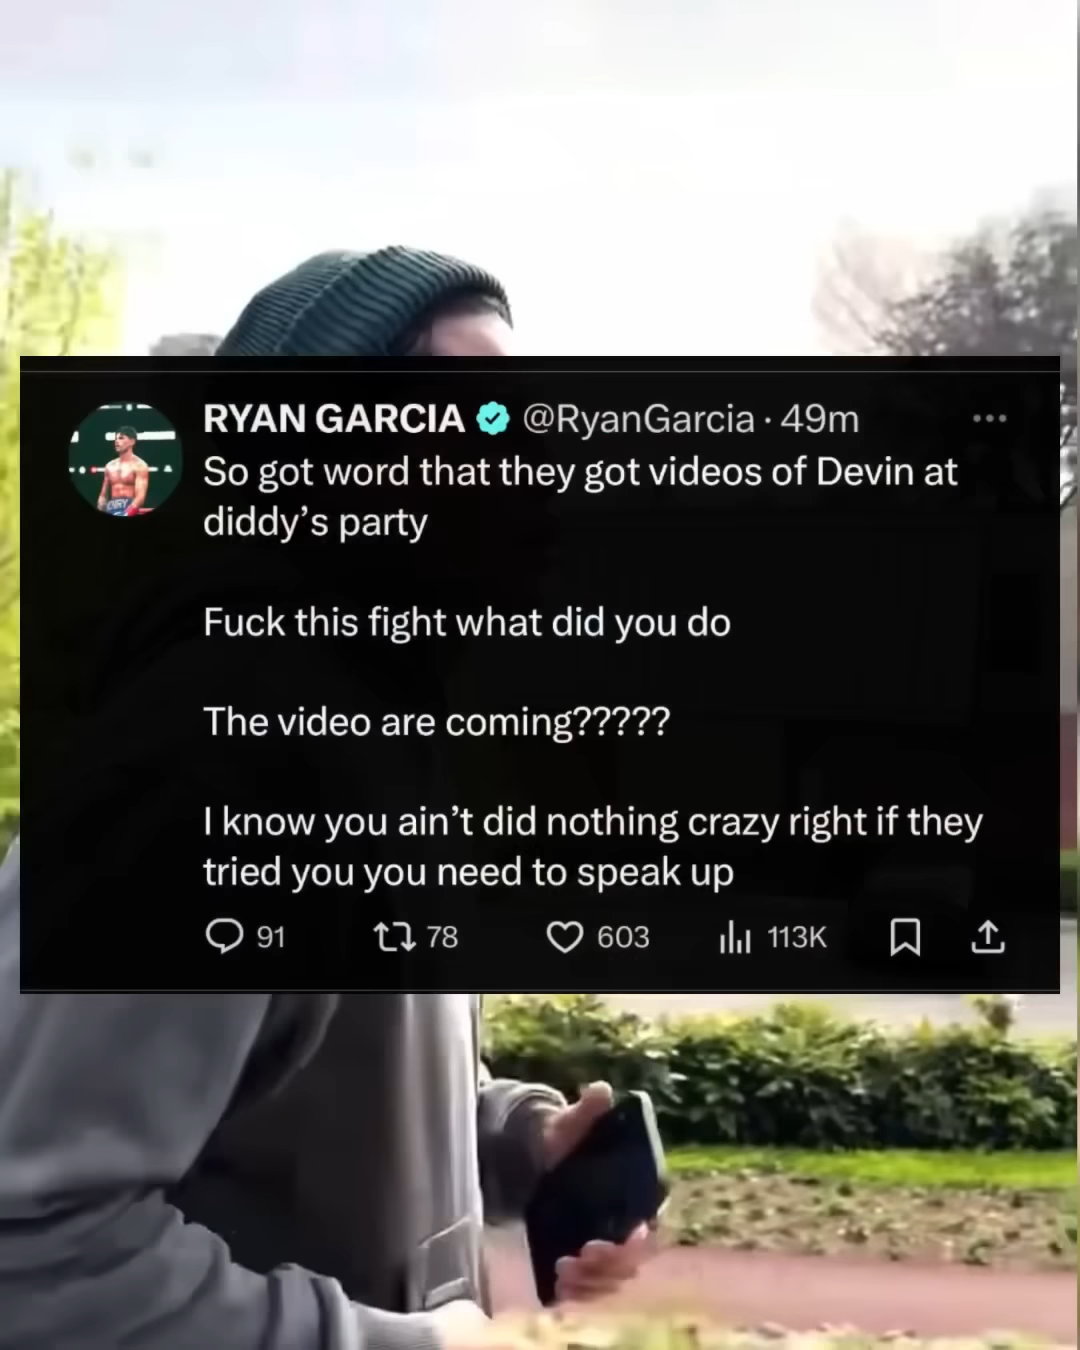 RYAN GARCIA @RyanGarcia · 49m
So got word that they got videos of Devin at
diddy’s party
Fuck this fight what did you do
The video are coming?????
I know you ain’t did nothing crazy right if they
tried you you need to speak up
91 78 603 113K